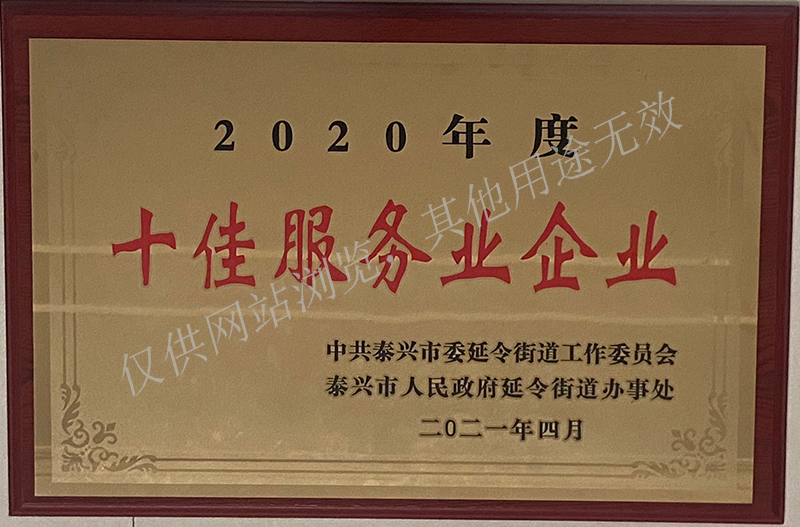 2020年度
十佳服务业企业
中共泰兴市委延令街道工作委员会
泰兴市人民政府延令街道办事处
二〇二一年四月
仅供网站浏览，其他用途无效